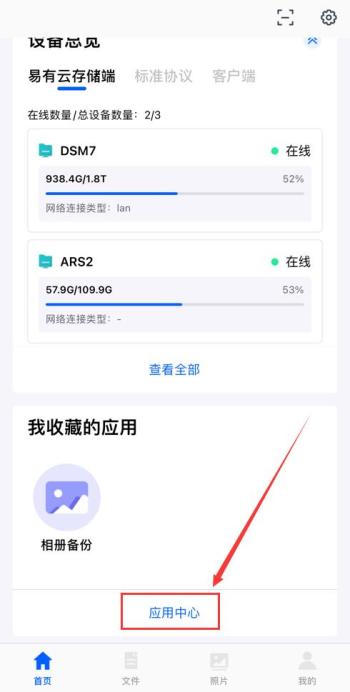 设备总览
易有云存储端 标准协议 客户端
在线数量/总设备数量：2/3
DSM7 在线
938.4G/1.8T 52%
网络连接类型：lan
ARS2 在线
57.9G/109.9G 53%
网络连接类型：-
查看全部
我收藏的应用
相册备份
应用中心
首页 文件 照片 我的